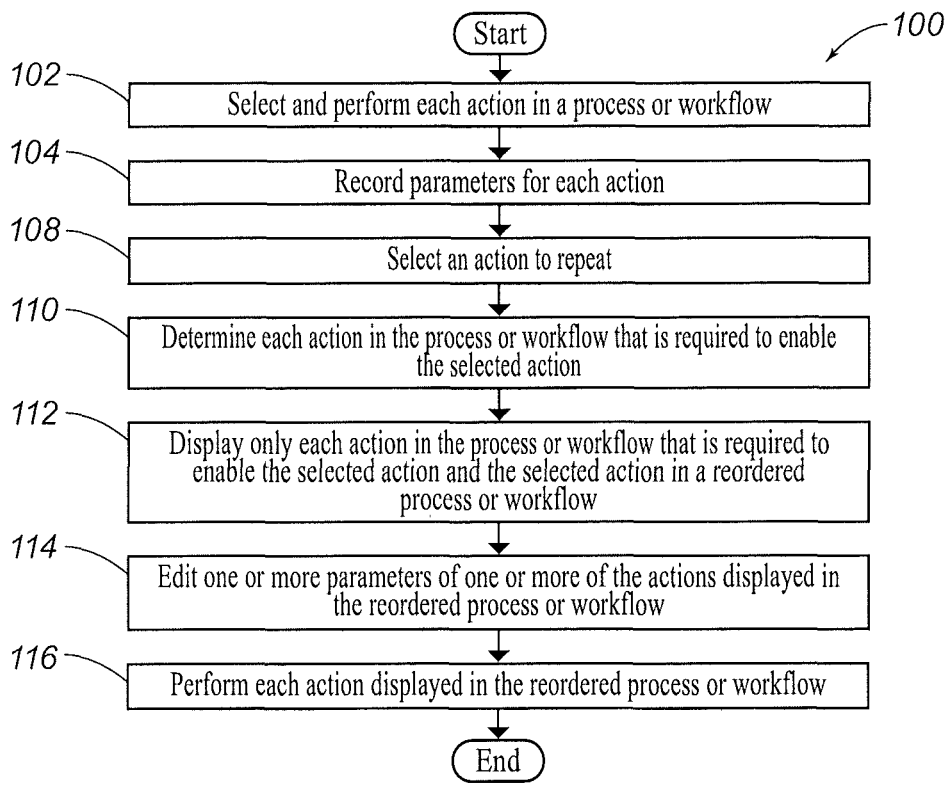 Start
100
102
Select and perform each action in a process or workflow
104
Record parameters for each action
108
Select an action to repeat
110
Determine each action in the process or workflow that is required to enable
the selected action
112
Display only each action in the process or workflow that is required to
enable the selected action and the selected action in a reordered
process or workflow
114
Edit one or more parameters of one or more of the actions displayed in
the reordered process or workflow
116
Perform each action displayed in the reordered process or workflow
End